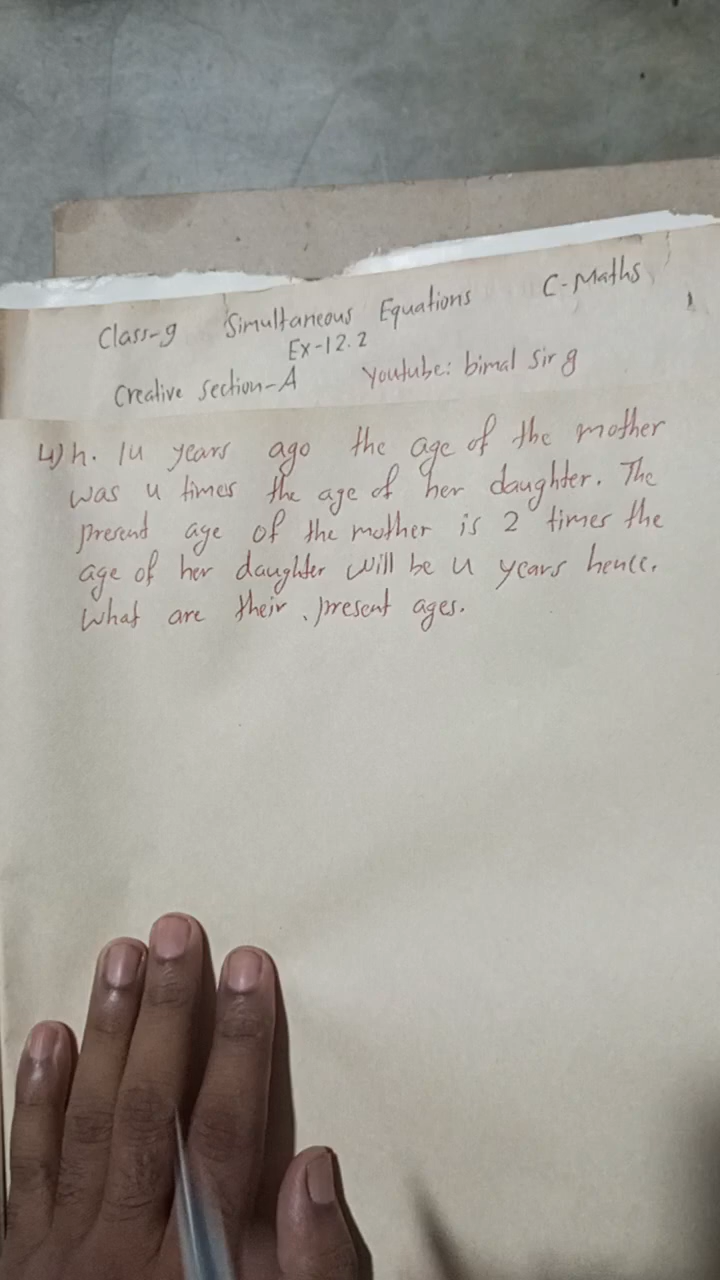 Class-9 Simultaneous Equations C-Maths
Ex-12.2
Creative Section-A Youtube: bimal Sir g
4)h. 14 years ago the age of the mother
was 4 times the age of her daughter. The
present age of the mother is 2 times the
age of her daughter will be 4 years hence.
What are their present ages.